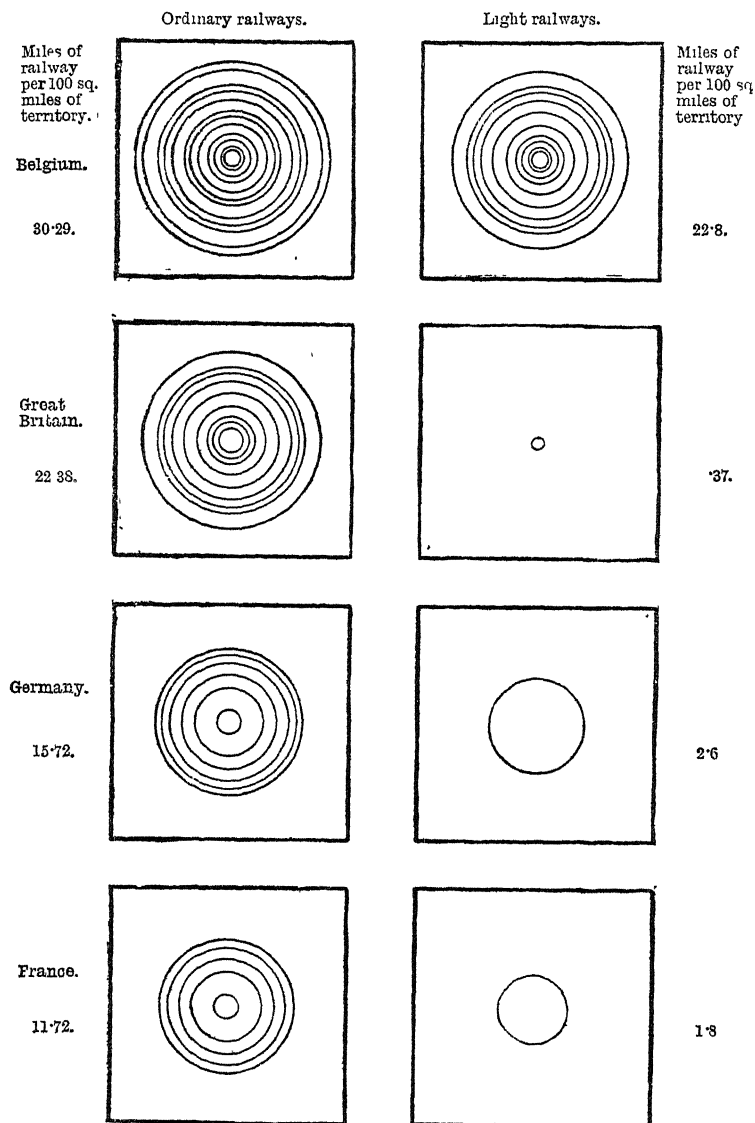 Ordinary railways.
Light railways.
Miles of
railway
per 100 sq.
miles of
territory.
Miles of
railway
per 100 sq
miles of
territory
Belgium.
30·29.
22·8.
Great
Britain.
22 38.
·37.
Germany.
15·72.
2·6
France.
11·72.
1·8